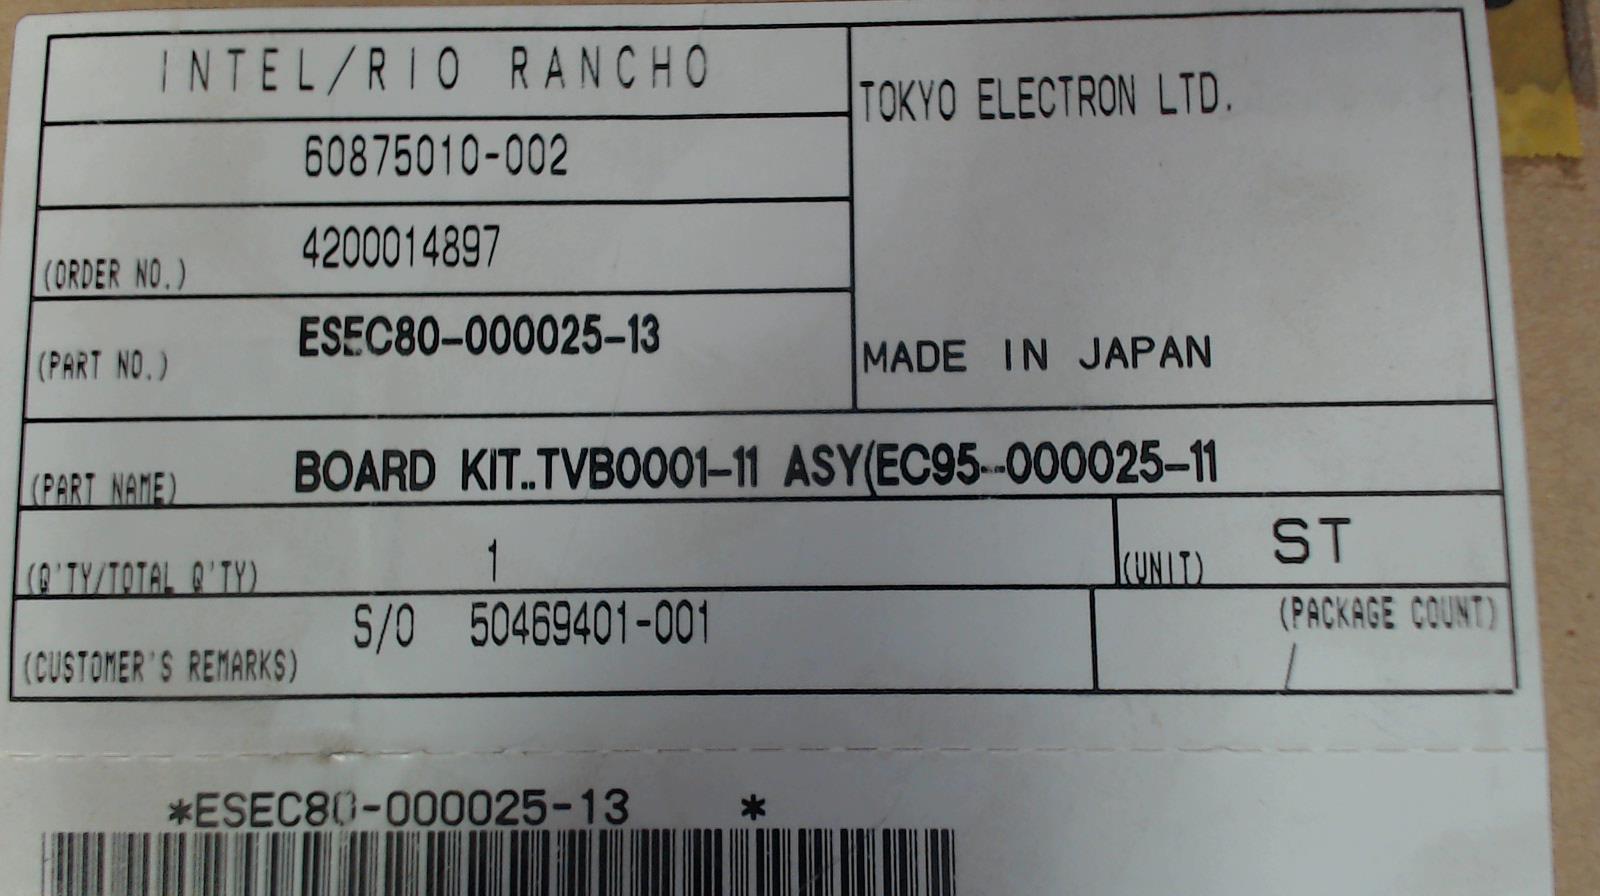 INTEL/RIO RANCHO
TOKYO ELECTRON LTD.
60875010-002
(ORDER NO.) 4200014897
(PART NO.) ESEC80-000025-13
MADE IN JAPAN
(PART NAME) BOARD KIT..TVB0001-11 ASY(EC95-000025-11
(Q'TY/TOTAL Q'TY) 1
(UNIT) ST
(CUSTOMER'S REMARKS) S/O 50469401-001
(PACKAGE COUNT)
/
*ESEC80-000025-13 *